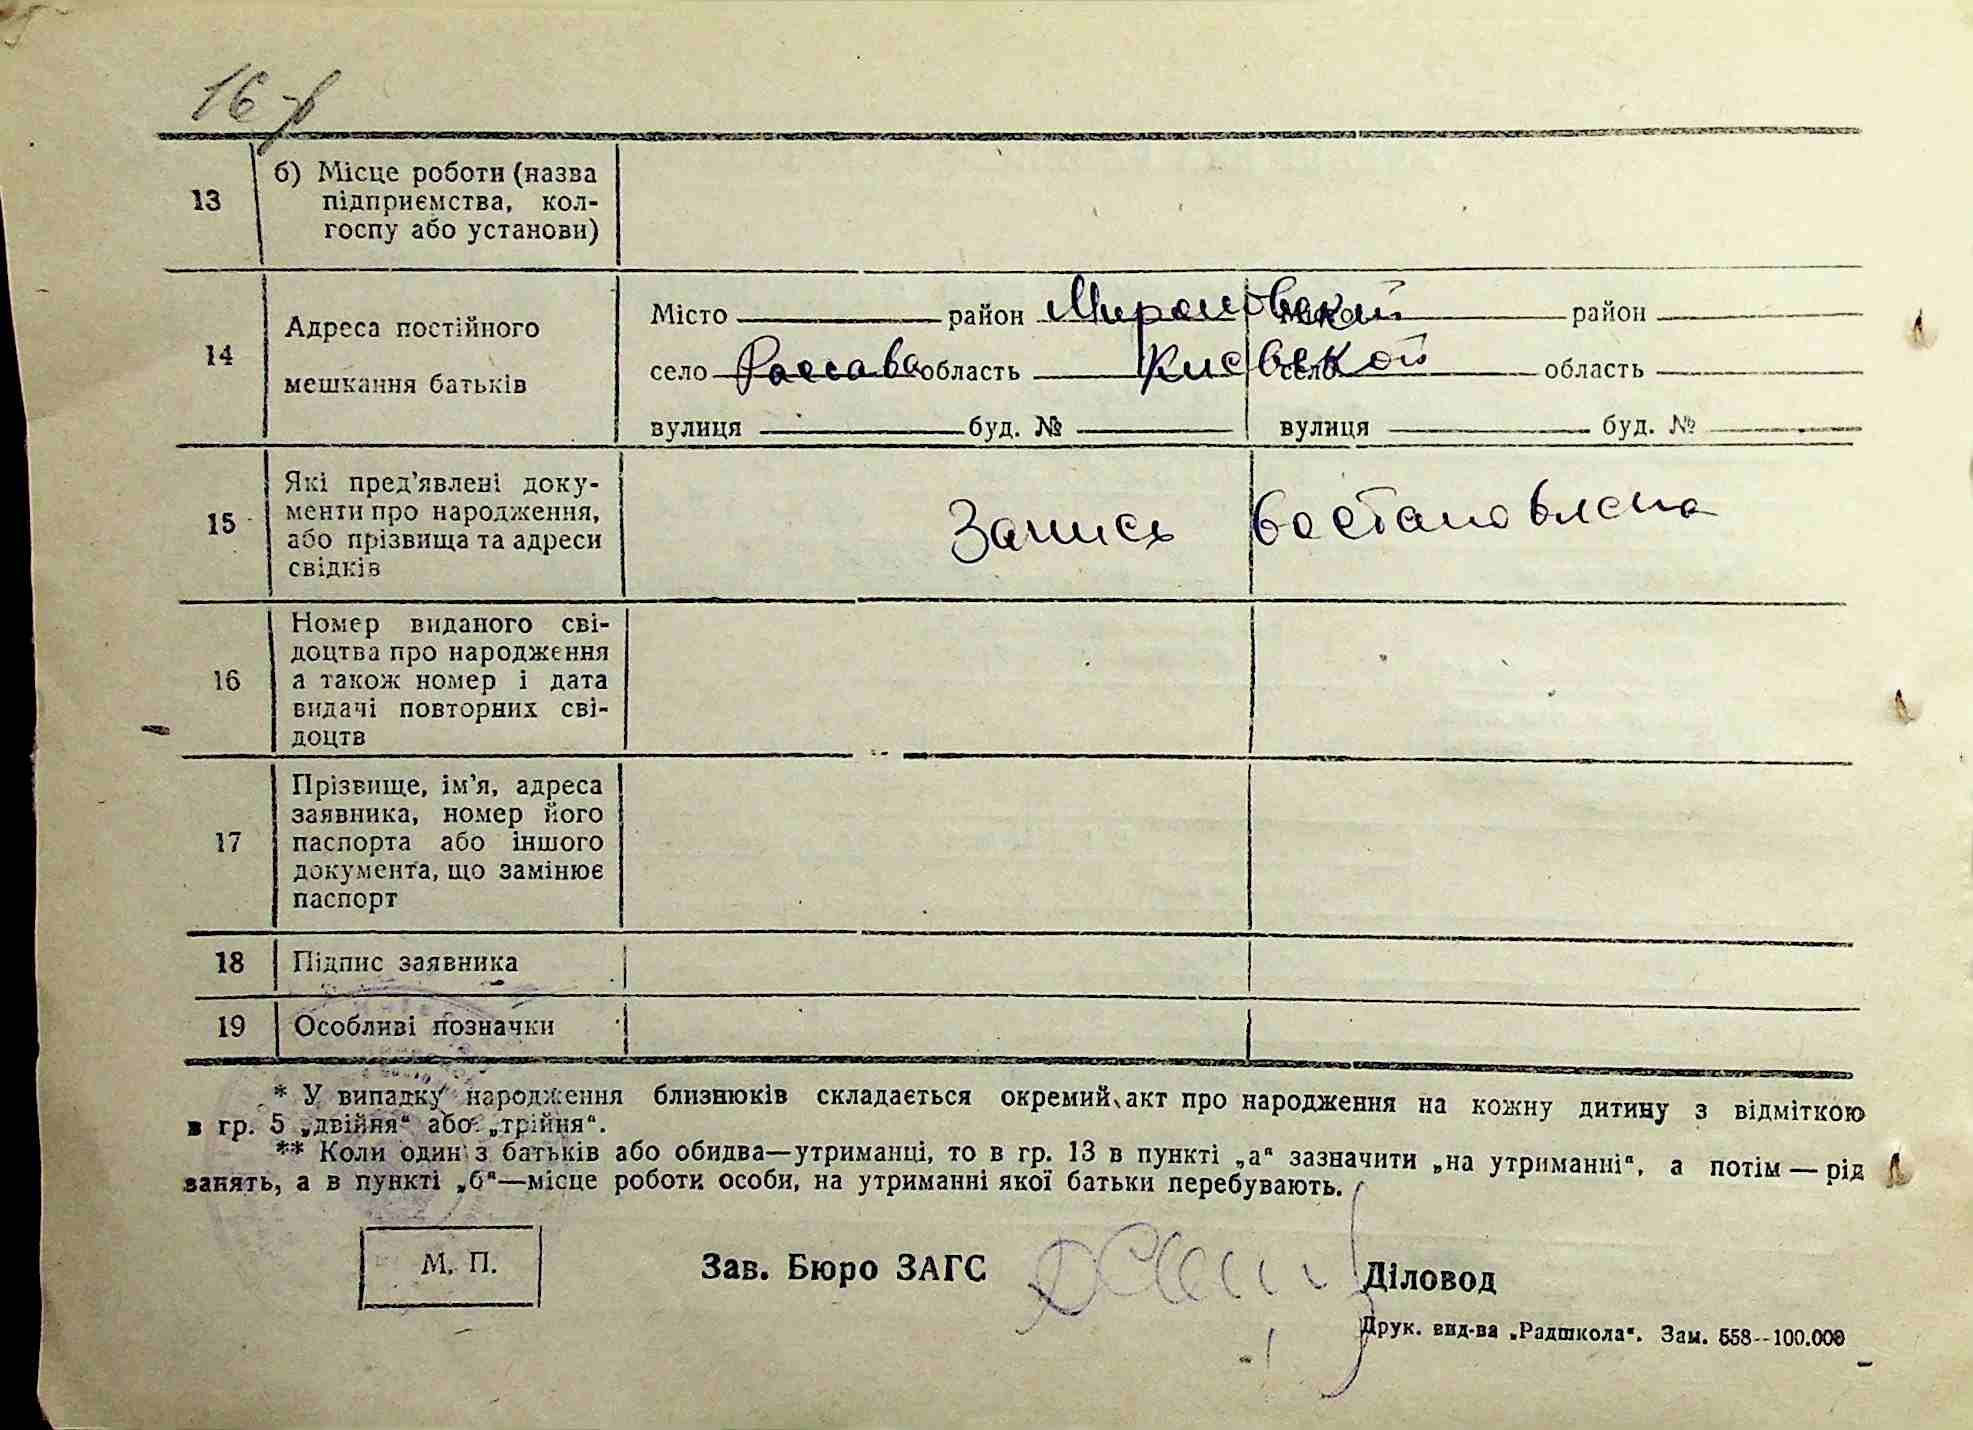 13 б) Місце роботи (назва
підприємства, кол-
госпу або установи)
14 Адреса постійного
мешкання батьків
Місто район Мироновский Місто район
село Россава область Киевской село область
вулиця буд. № вулиця буд. №
15 Які пред'явлені доку-
менти про народження,
або прізвища та адреси
свідків
Запись востановлена
16 Номер виданого сві-
доцтва про народження
а також номер і дата
видачі повторних сві-
доцтв
17 Прізвище, ім'я, адреса
заявника, номер його
паспорта або іншого
документа, що замінює
паспорт
18 Підпис заявника
19 Особливі позначки
* У випадку народження близнюків складається окремий акт про народження на кожну дитину з відміткою
в гр. 5 „двійня“ або „трійня“.
** Коли один з батьків або обидва—утриманці, то в гр. 13 в пункті „а“ зазначити „на утриманні“, а потім — рід
занять, а в пункті „б“—місце роботи особи, на утриманні якої батьки перебувають.
М. П. Зав. Бюро ЗАГС Діловод
Друк. вид-ва „Радшкола“. Зам. 558--100.000